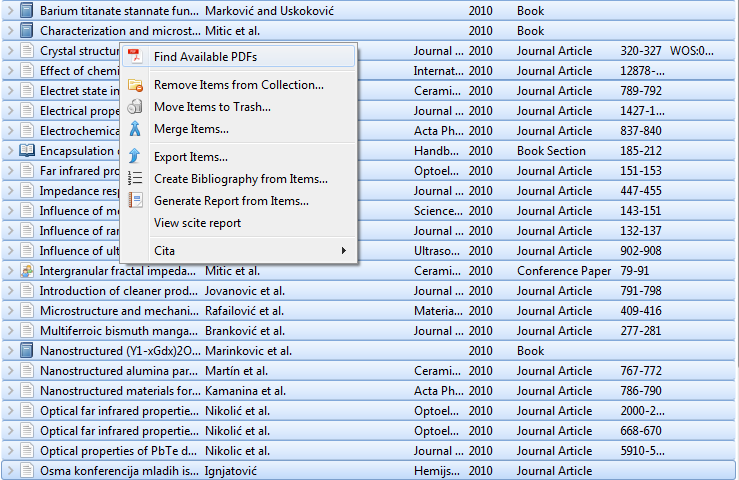 Barium titanate stannate fun... Marković and Uskoković 2010 Book
Characterization and microst... Mitic et al. 2010 Book
Crystal structur Journal ... 2010 Journal Article 320-327 WOS:0...
Find Available PDFs
Effect of chemi Internat... 2010 Journal Article 12878-...
Remove Items from Collection...
Electret state in Cerami... 2010 Journal Article 789-792
Move Items to Trash...
Electrical prope Journal ... 2010 Journal Article 1427-1...
Merge Items...
Electrochemica Acta Ph... 2010 Journal Article 837-840
Encapsulation Handb... 2010 Book Section 185-212
Export Items...
Far infrared pro Optoel... 2010 Journal Article 151-153
Create Bibliography from Items...
Impedance resp Journal ... 2010 Journal Article 447-455
Generate Report from Items...
Influence of me Science... 2010 Journal Article 143-151
View scite report
Influence of rar Journal ... 2010 Journal Article 132-137
Cita
Influence of ult Ultraso... 2010 Journal Article 902-908
Intergranular fractal impeda... Mitic et al. Cerami... 2010 Conference Paper 79-91
Introduction of cleaner prod... Jovanovic et al. Journal ... 2010 Journal Article 791-798
Microstructure and mechani... Rafailović et al. Materia... 2010 Journal Article 409-416
Multiferroic bismuth manga... Branković et al. Journal ... 2010 Journal Article 277-281
Nanostructured (Y1-xGdx)2O... Marinkovic et al. 2010 Book
Nanostructured alumina par... Martín et al. Cerami... 2010 Journal Article 767-772
Nanostructured materials for... Kamanina et al. Acta Ph... 2010 Journal Article 786-790
Optical far infrared propertie... Nikolić et al. Optoel... 2010 Journal Article 2000-2...
Optical far infrared propertie... Nikolić et al. Optoel... 2010 Journal Article 668-670
Optical properties of PbTe d... Nikolic et al. Journal ... 2010 Journal Article 5910-5...
Osma konferencija mladih is... Ignjatović Hemijs... 2010 Journal Article